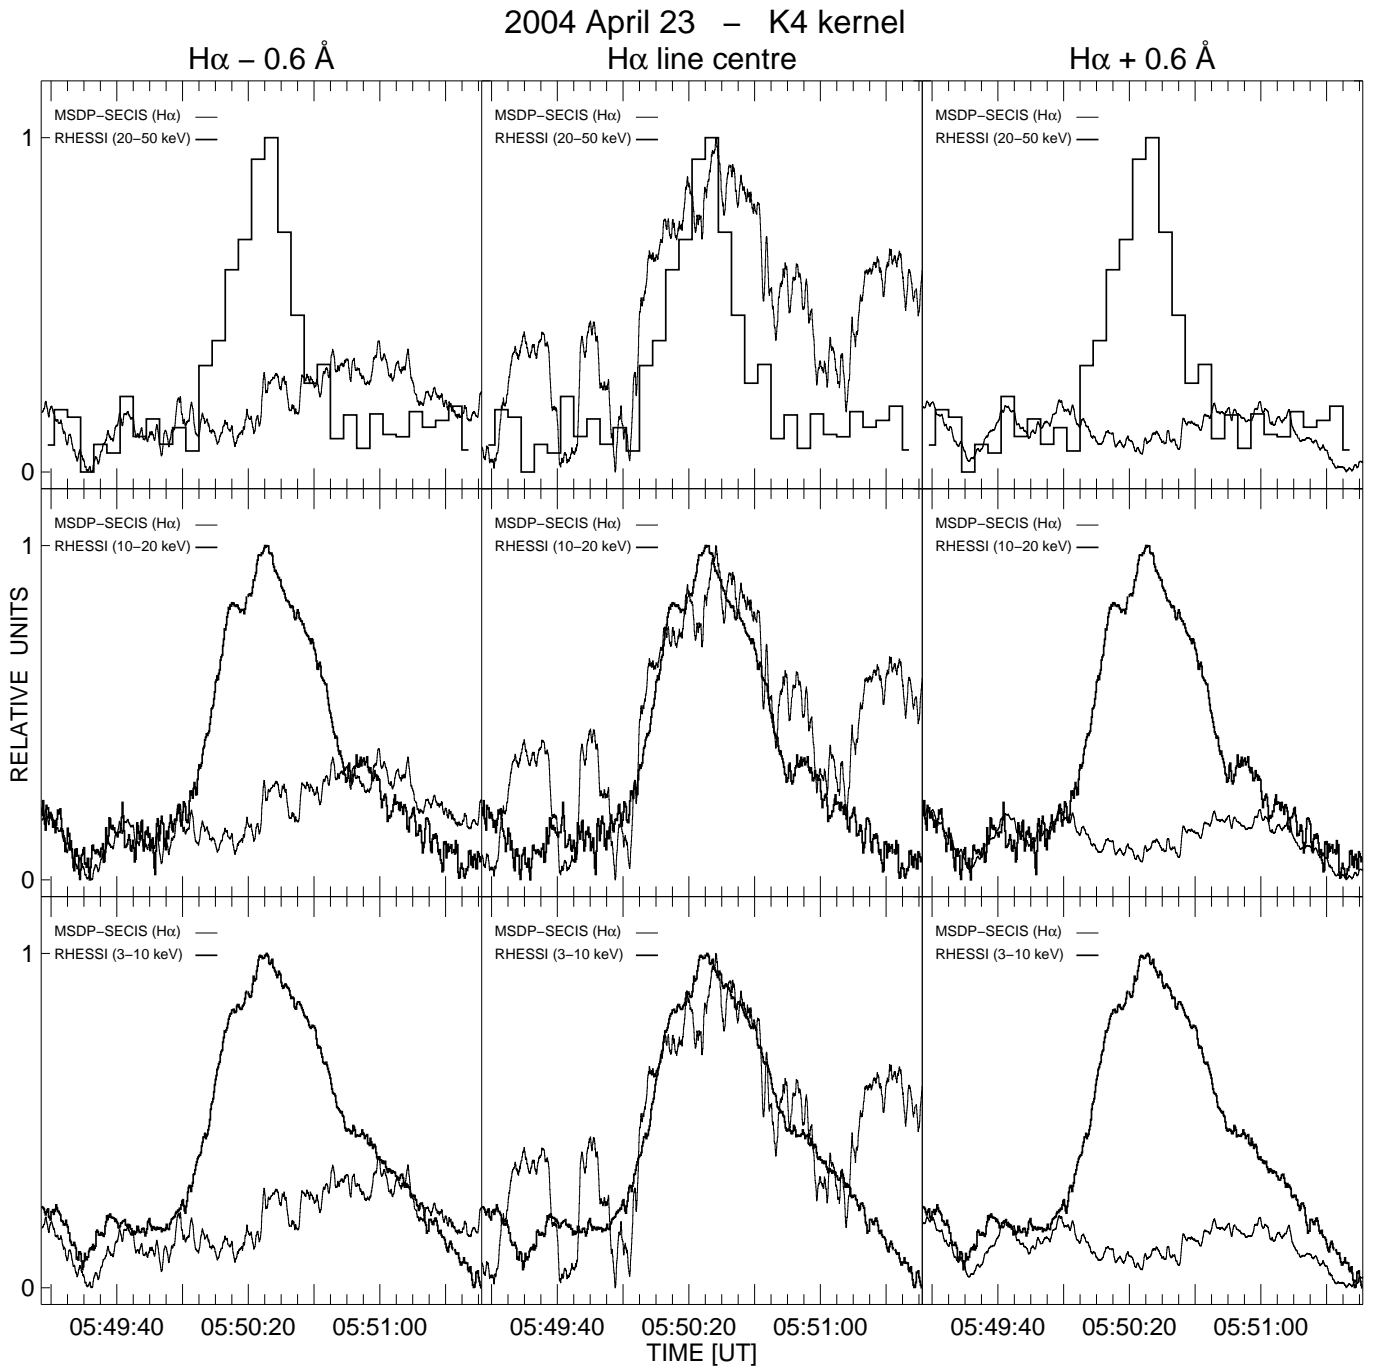 2004 April 23 – K4 kernel
Hα – 0.6 Å
Hα line centre
Hα + 0.6 Å
MSDP–SECIS (Hα)
RHESSI (20–50 keV)
MSDP–SECIS (Hα)
RHESSI (20–50 keV)
MSDP–SECIS (Hα)
RHESSI (20–50 keV)
1
0
MSDP–SECIS (Hα)
RHESSI (10–20 keV)
MSDP–SECIS (Hα)
RHESSI (10–20 keV)
MSDP–SECIS (Hα)
RHESSI (10–20 keV)
1
0
RELATIVE UNITS
MSDP–SECIS (Hα)
RHESSI (3–10 keV)
MSDP–SECIS (Hα)
RHESSI (3–10 keV)
MSDP–SECIS (Hα)
RHESSI (3–10 keV)
1
0
05:49:40 05:50:20 05:51:00 05:49:40 05:50:20 05:51:00 05:49:40 05:50:20 05:51:00
TIME [UT]